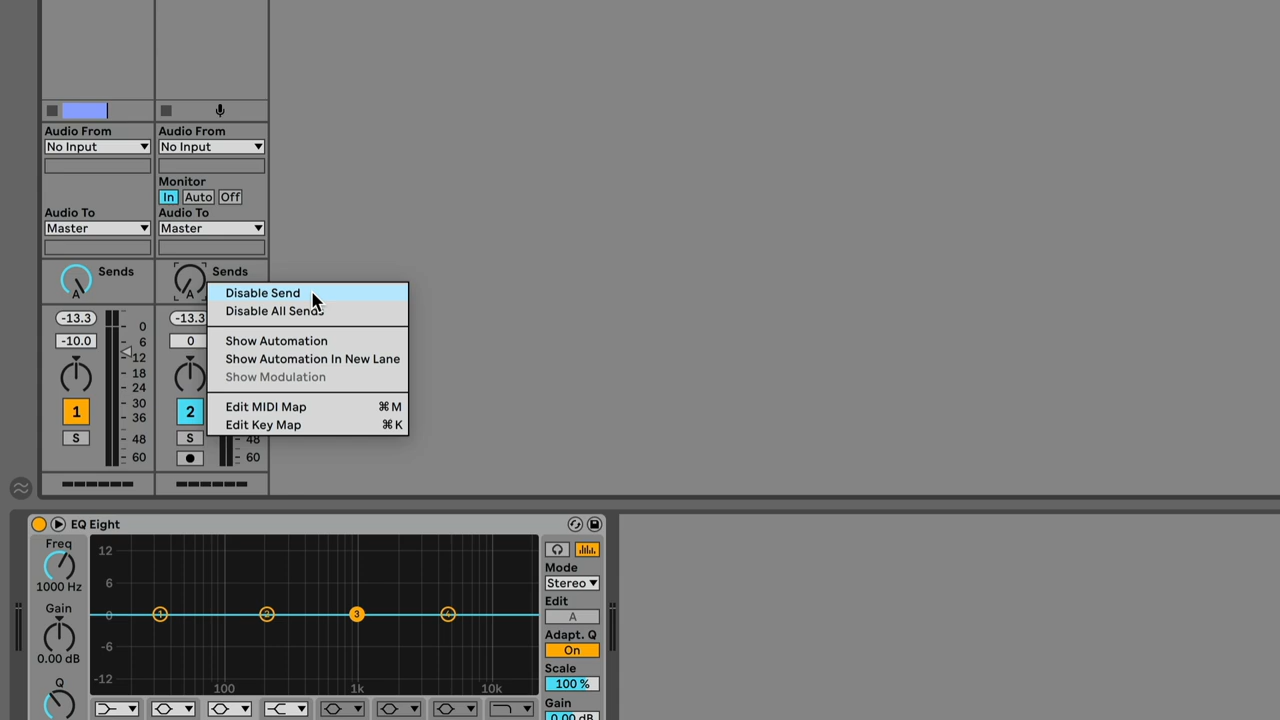 Audio From Audio From
No Input No Input
Monitor
In Auto Off
Audio To Audio To
Master Master
Sends Sends
A A
-13.3 0 -13.3
-10.0 6 0
12
18
24
30
36
48 48
60 60
1 2
S S
Disable Send
Disable All Sends
Show Automation
Show Automation In New Lane
Show Modulation
Edit MIDI Map ⌘M
Edit Key Map ⌘K
EQ Eight
Freq
1000 Hz
Gain
0.00 dB
Q
12
6
0
-6
-12
1 2 3 4
100 1k 10k
Mode
Stereo
Edit
A
Adapt. Q
On
Scale
100 %
Gain
0.00 dB